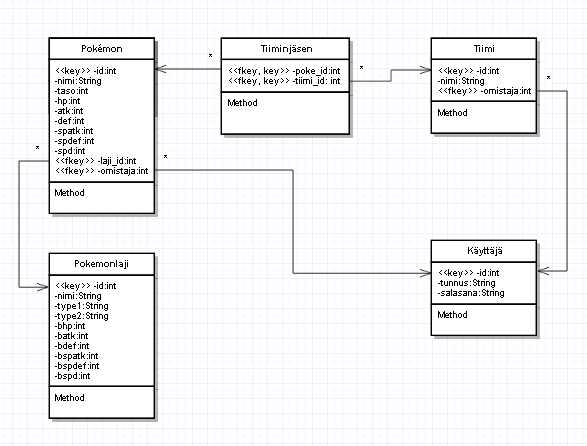 Pokémon
<<key>> -id:int
-nimi:String
-taso:int
-hp:int
-atk:int
-def:int
-spatk:int
-spdef:int
-spd:int
<<fkey>> -laji_id:int
<<fkey>> -omistaja:int
Method
*
*
Tiiminjäsen
<<fkey, key>> -poke_id:int
<<fkey, key>> -tiimi_id: int
Method
*
*
Tiimi
<<key>> -id:int
-nimi:String
<<fkey>> -omistaja:int
Method
*
Pokemonlaji
<<key>> -id:int
-nimi:String
-type1:String
-type2:String
-bhp:int
-batk:int
-bdef:int
-bspatk:int
-bspdef:int
-bspd:int
Method
Käyttäjä
<<key>> -id:int
-tunnus:String
-salasana:String
Method